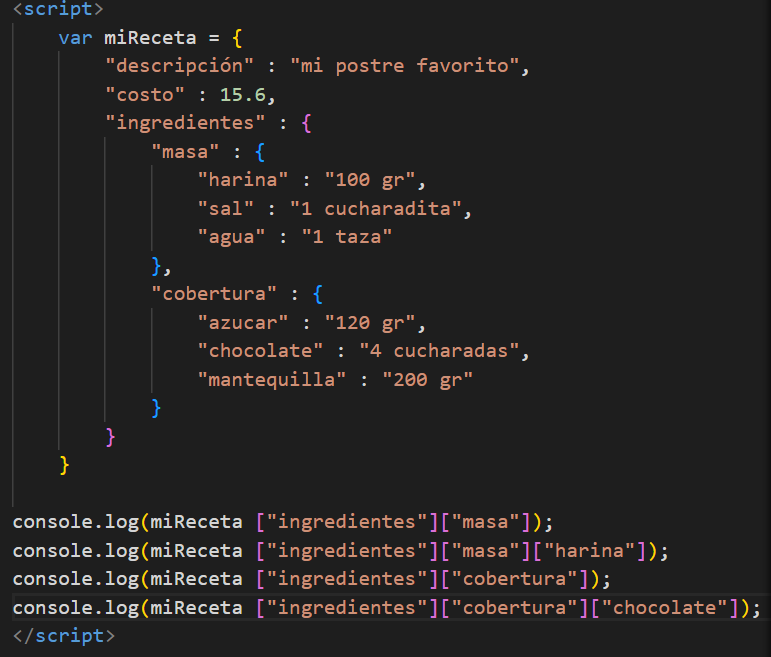 <script>
    var miReceta = {
        "descripción" : "mi postre favorito",
        "costo" : 15.6,
        "ingredientes" : {
            "masa" : {
                "harina" : "100 gr",
                "sal" : "1 cucharadita",
                "agua" : "1 taza"
            },
            "cobertura" : {
                "azucar" : "120 gr",
                "chocolate" : "4 cucharadas",
                "mantequilla" : "200 gr"
            }
        }
    }

console.log(miReceta ["ingredientes"]["masa"]);
console.log(miReceta ["ingredientes"]["masa"]["harina"]);
console.log(miReceta ["ingredientes"]["cobertura"]);
console.log(miReceta ["ingredientes"]["cobertura"]["chocolate"]);
</script>